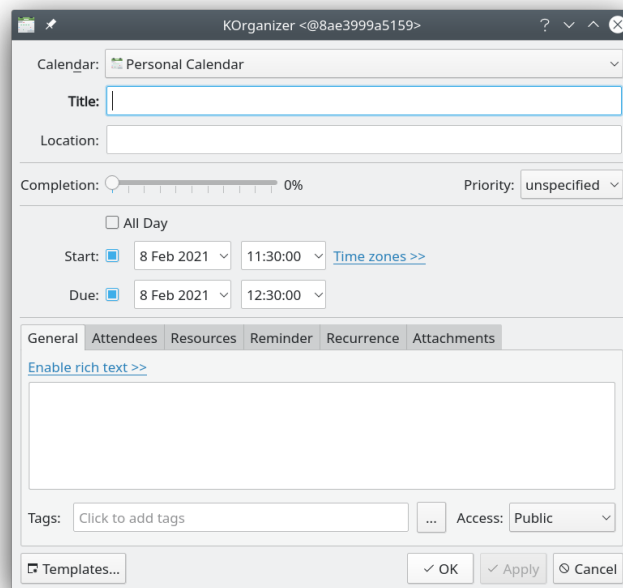 KOrganizer <@8ae3999a5159>
Calendar: Personal Calendar
Title:
Location:
Completion: 0% Priority: unspecified
All Day
Start: 8 Feb 2021 11:30:00 Time zones >>
Due: 8 Feb 2021 12:30:00
General Attendees Resources Reminder Recurrence Attachments
Enable rich text >>
Tags: Click to add tags ... Access: Public
Templates... OK Apply Cancel